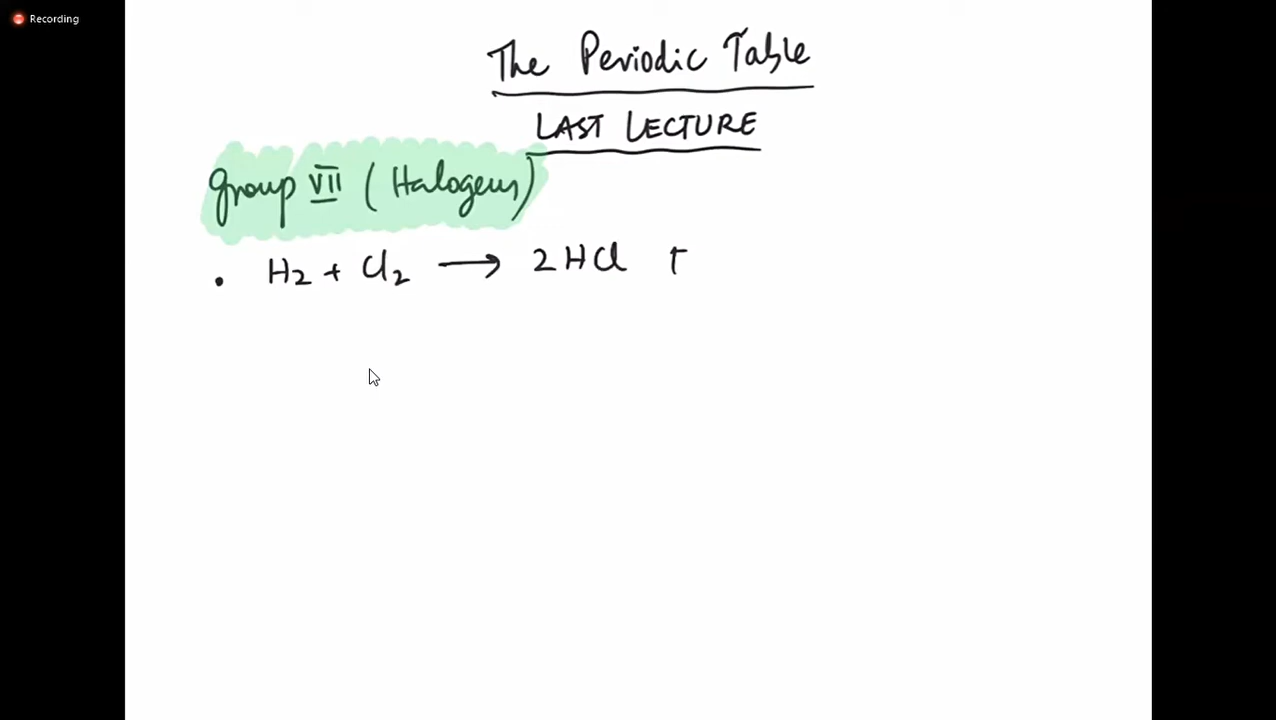 Recording
The Periodic Table
LAST LECTURE
Group VII (Halogens)
• H₂ + Cl₂ → 2HCl